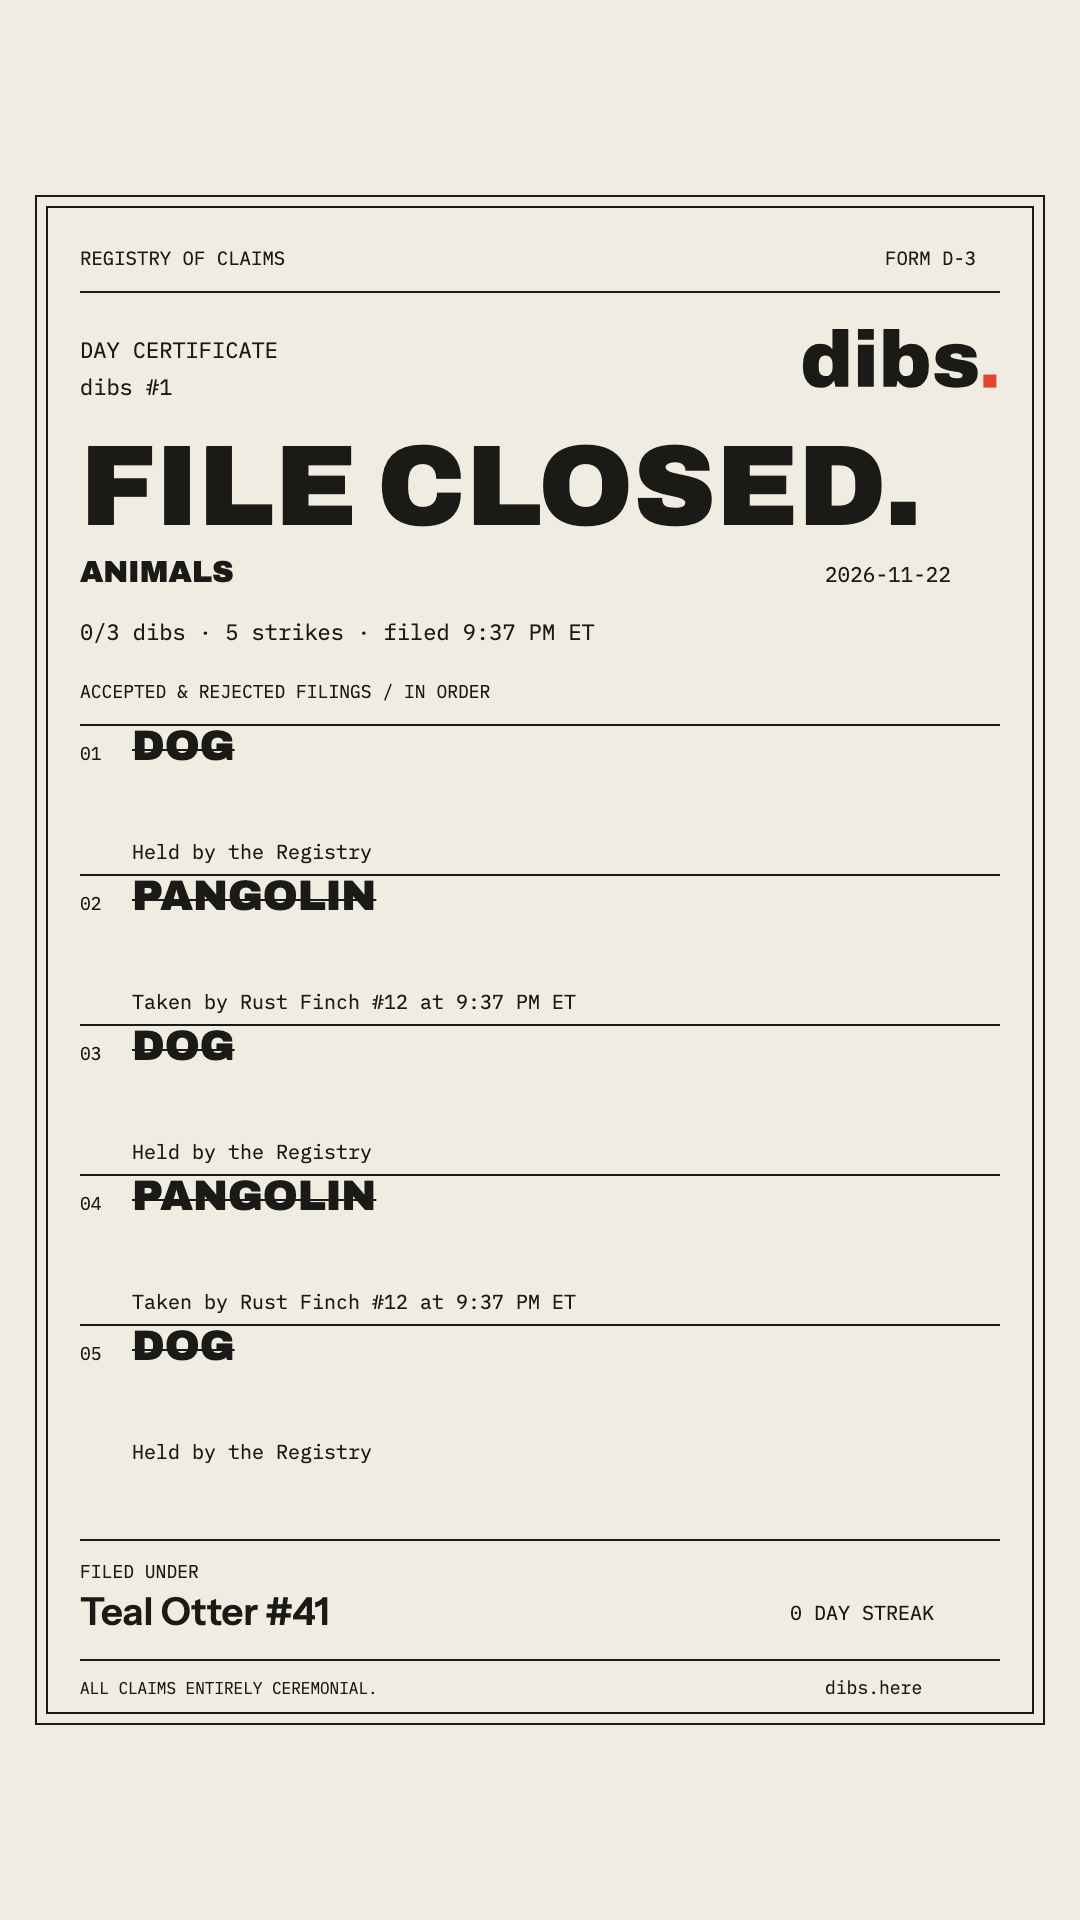 REGISTRY OF CLAIMS FORM D-3
DAY CERTIFICATE
dibs #1
dibs.
FILE CLOSED.
ANIMALS 2026-11-22
0/3 dibs · 5 strikes · filed 9:37 PM ET
ACCEPTED & REJECTED FILINGS / IN ORDER
01 DOG
Held by the Registry
02 PANGOLIN
Taken by Rust Finch #12 at 9:37 PM ET
03 DOG
Held by the Registry
04 PANGOLIN
Taken by Rust Finch #12 at 9:37 PM ET
05 DOG
Held by the Registry
FILED UNDER
Teal Otter #41 0 DAY STREAK
ALL CLAIMS ENTIRELY CEREMONIAL. dibs.here